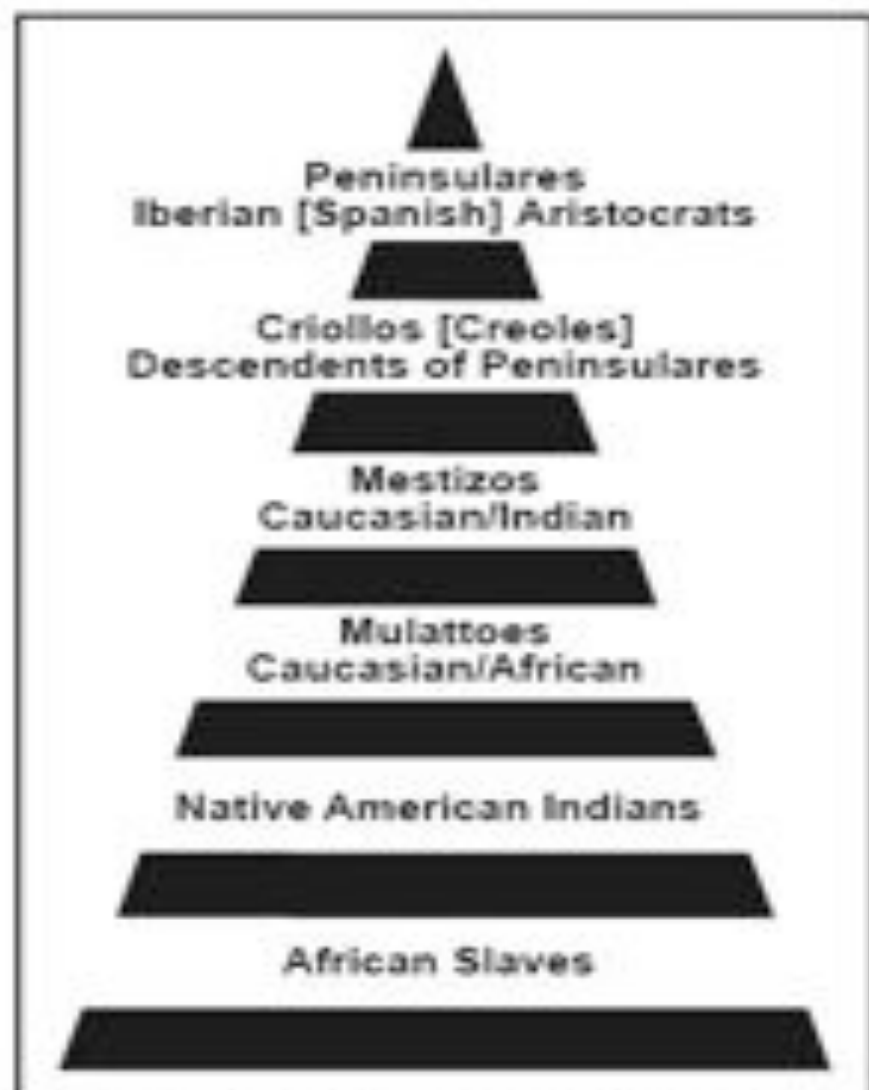 Peninsulares
Iberian [Spanish] Aristocrats
Criollos [Creoles]
Descendents of Peninsulares
Mestizos
Caucasian/Indian
Mulattoes
Caucasian/African
Native American Indians
African Slaves